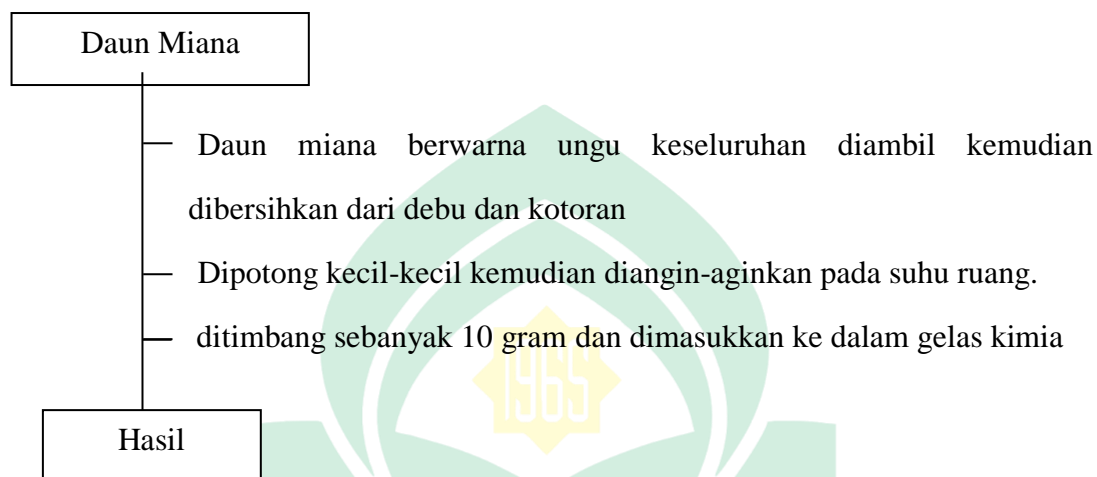 Daun Miana
Daun miana berwarna ungu keseluruhan diambil kemudian
dibersihkan dari debu dan kotoran
Dipotong kecil-kecil kemudian diangin-aginkan pada suhu ruang.
ditimbang sebanyak 10 gram dan dimasukkan ke dalam gelas kimia
1965
Hasil